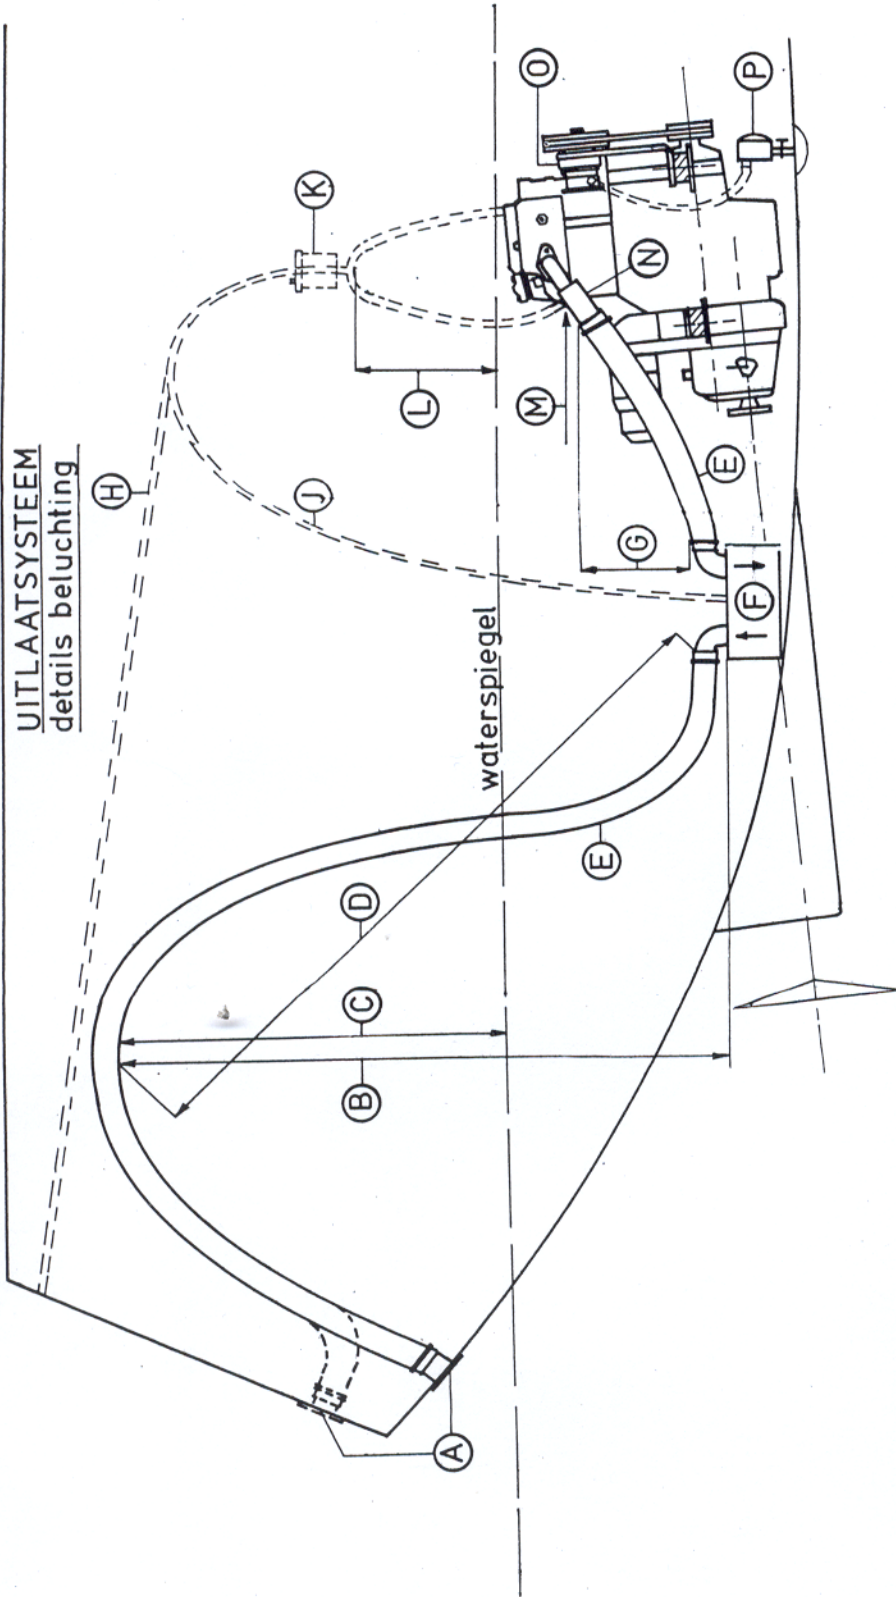 UITLAATSYSTEEM
details beluchting
waterspiegel
A
B
C
D
E
E
F
G
H
J
K
L
M
N
O
P